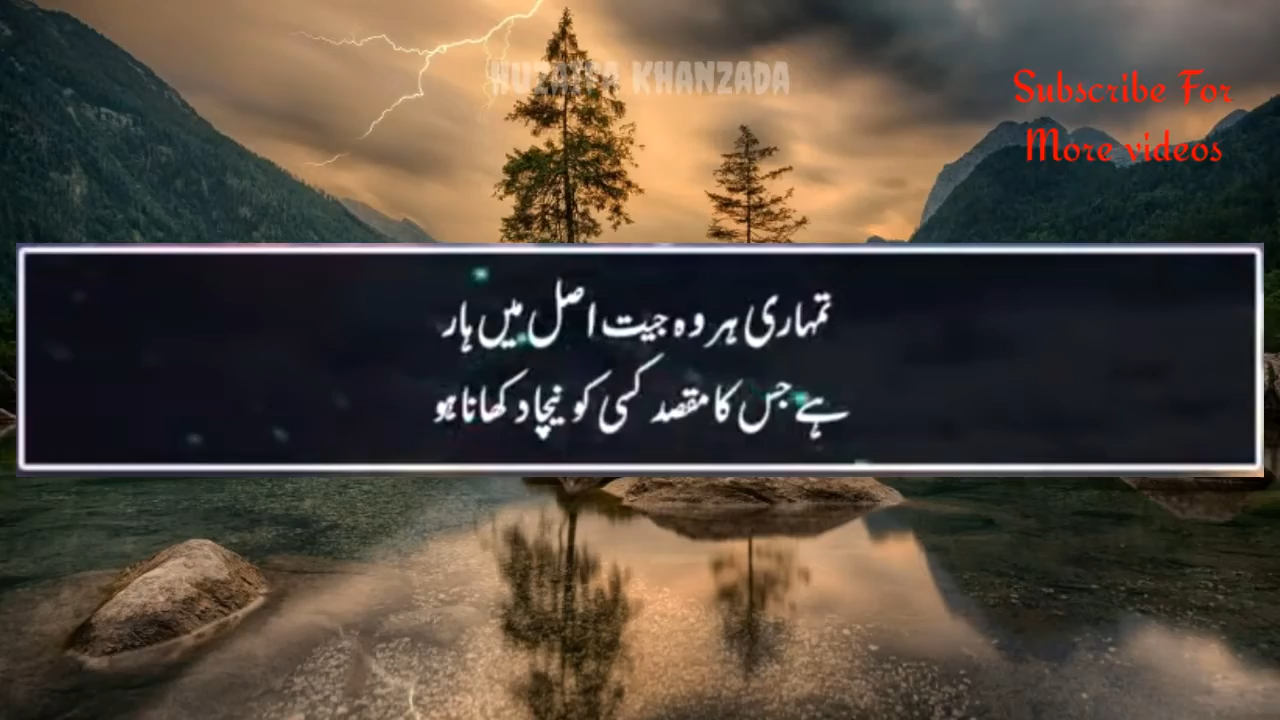 KHANZADA
Subscribe For
More videos
تمہاری ہر وہ جیت اصل میں ہار
ہے جس کا مقصد کسی کو نیچا دکھانا ہو